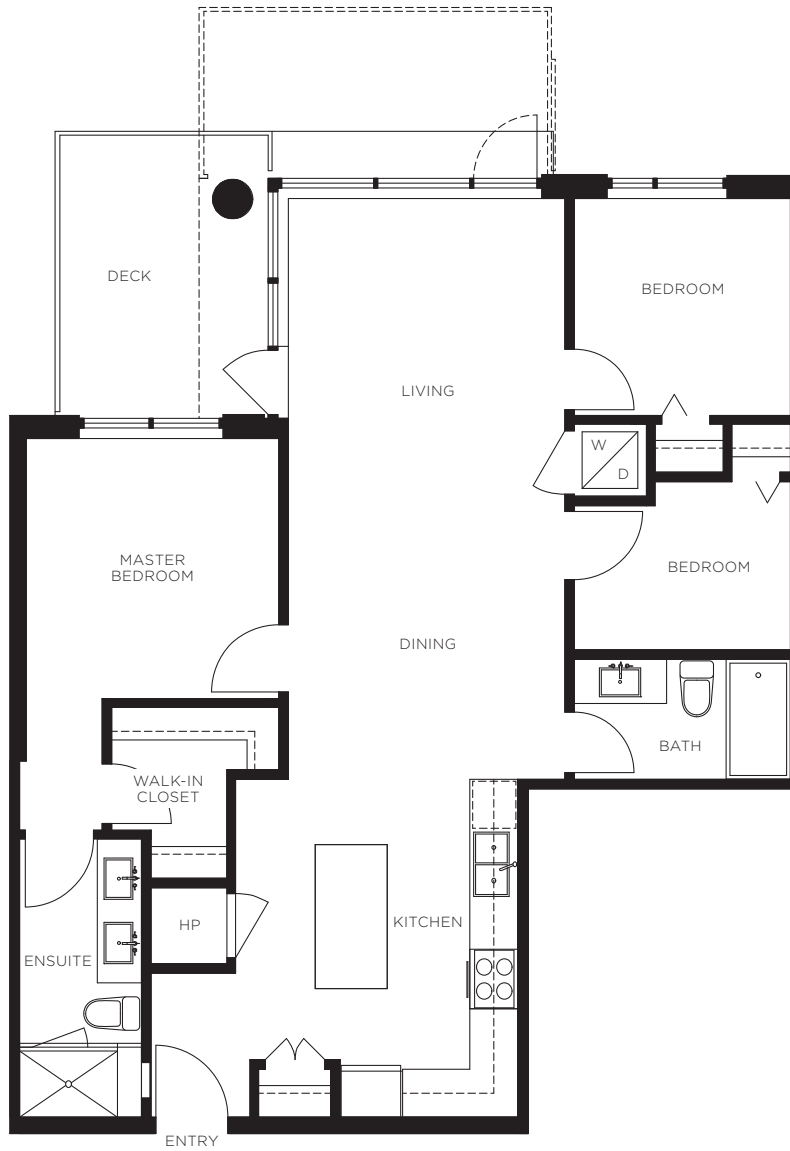 DECK
BEDROOM
LIVING
W
D
MASTER
BEDROOM
BEDROOM
DINING
BATH
WALK-IN
CLOSET
HP
KITCHEN
ENSUITE
ENTRY